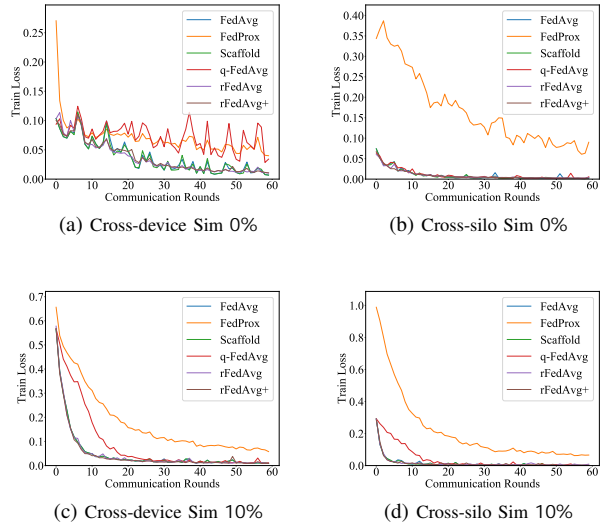 FedAvg
FedProx
Scaffold
q-FedAvg
rFedAvg
rFedAvg+
Train Loss
0.25
0.20
0.15
0.10
0.05
0.00
0 10 20 30 40 50 60
Communication Rounds
(a) Cross-device Sim 0%
FedAvg
FedProx
Scaffold
q-FedAvg
rFedAvg
rFedAvg+
Train Loss
0.40
0.35
0.30
0.25
0.20
0.15
0.10
0.05
0.00
0 10 20 30 40 50 60
Communication Rounds
(b) Cross-silo Sim 0%
FedAvg
FedProx
Scaffold
q-FedAvg
rFedAvg
rFedAvg+
Train Loss
0.7
0.6
0.5
0.4
0.3
0.2
0.1
0.0
0 10 20 30 40 50 60
Communication Rounds
(c) Cross-device Sim 10%
FedAvg
FedProx
Scaffold
q-FedAvg
rFedAvg
rFedAvg+
Train Loss
1.0
0.8
0.6
0.4
0.2
0.0
0 10 20 30 40 50 60
Communication Rounds
(d) Cross-silo Sim 10%